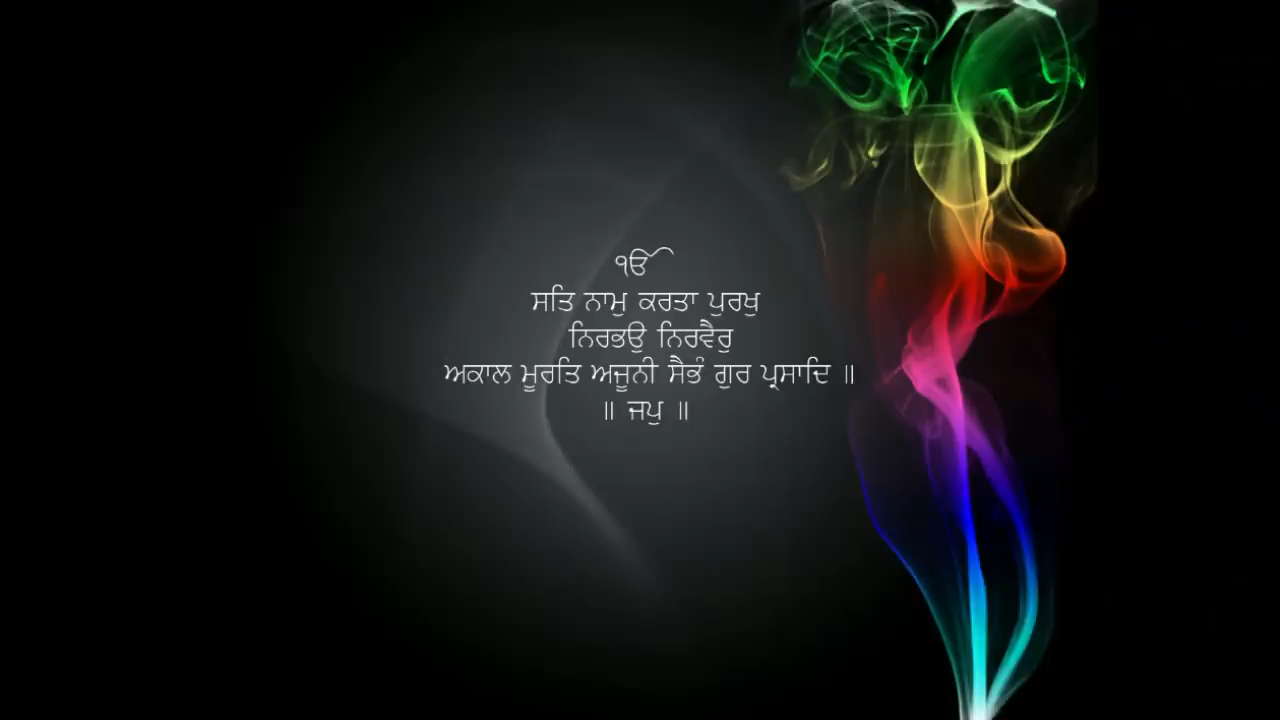 ੴ
ਸਤਿ ਨਾਮੁ ਕਰਤਾ ਪੁਰਖੁ
ਨਿਰਭਉ ਨਿਰਵੈਰੁ
ਅਕਾਲ ਮੂਰਤਿ ਅਜੂਨੀ ਸੈਭੰ ਗੁਰ ਪ੍ਰਸਾਦਿ ॥
॥ ਜਪੁ ॥